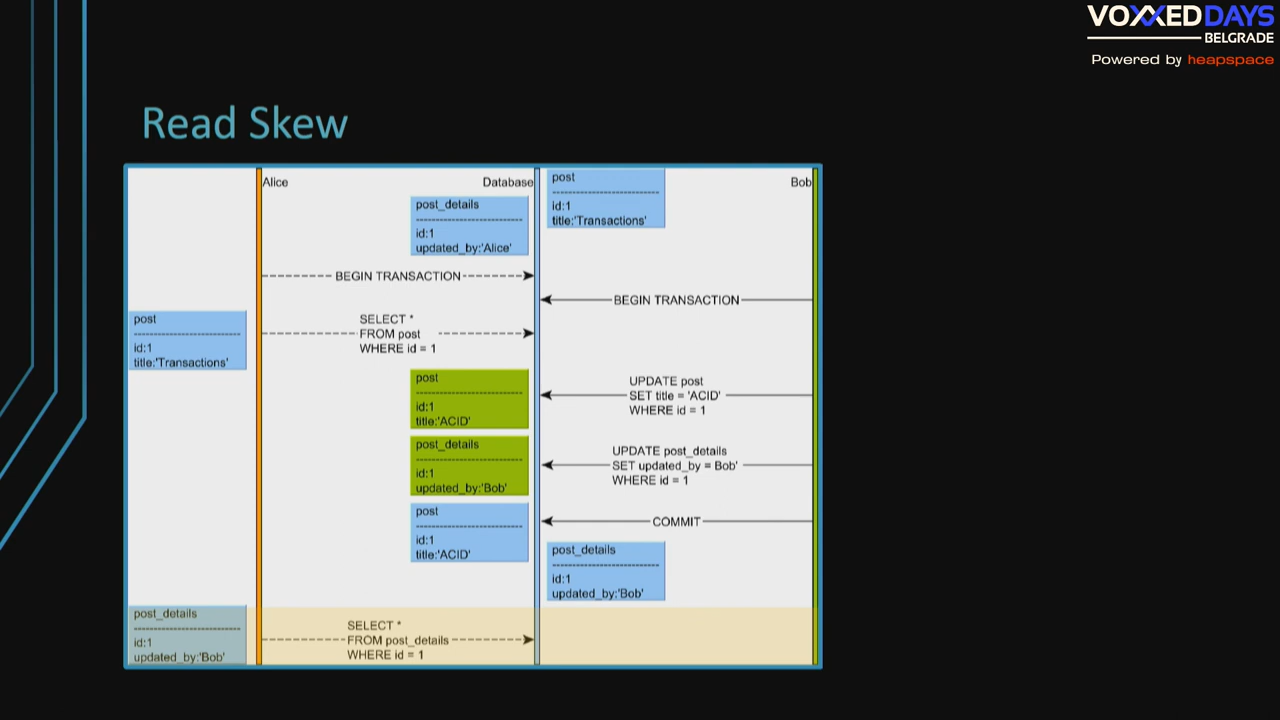 VOXXED DAYS
BELGRADE
Powered by heapspace
Read Skew
Alice
Database
Bob
post
id:1
title:'Transactions'
post_details
id:1
updated_by:'Alice'
BEGIN TRANSACTION
BEGIN TRANSACTION
post
id:1
title:'Transactions'
SELECT *
FROM post
WHERE id = 1
post
id:1
title:'ACID'
UPDATE post
SET title = 'ACID'
WHERE id = 1
post_details
id:1
updated_by:'Bob'
UPDATE post_details
SET updated_by = Bob'
WHERE id = 1
post
id:1
title:'ACID'
COMMIT
post_details
id:1
updated_by:'Bob'
post_details
id:1
updated_by:'Bob'
SELECT *
FROM post_details
WHERE id = 1